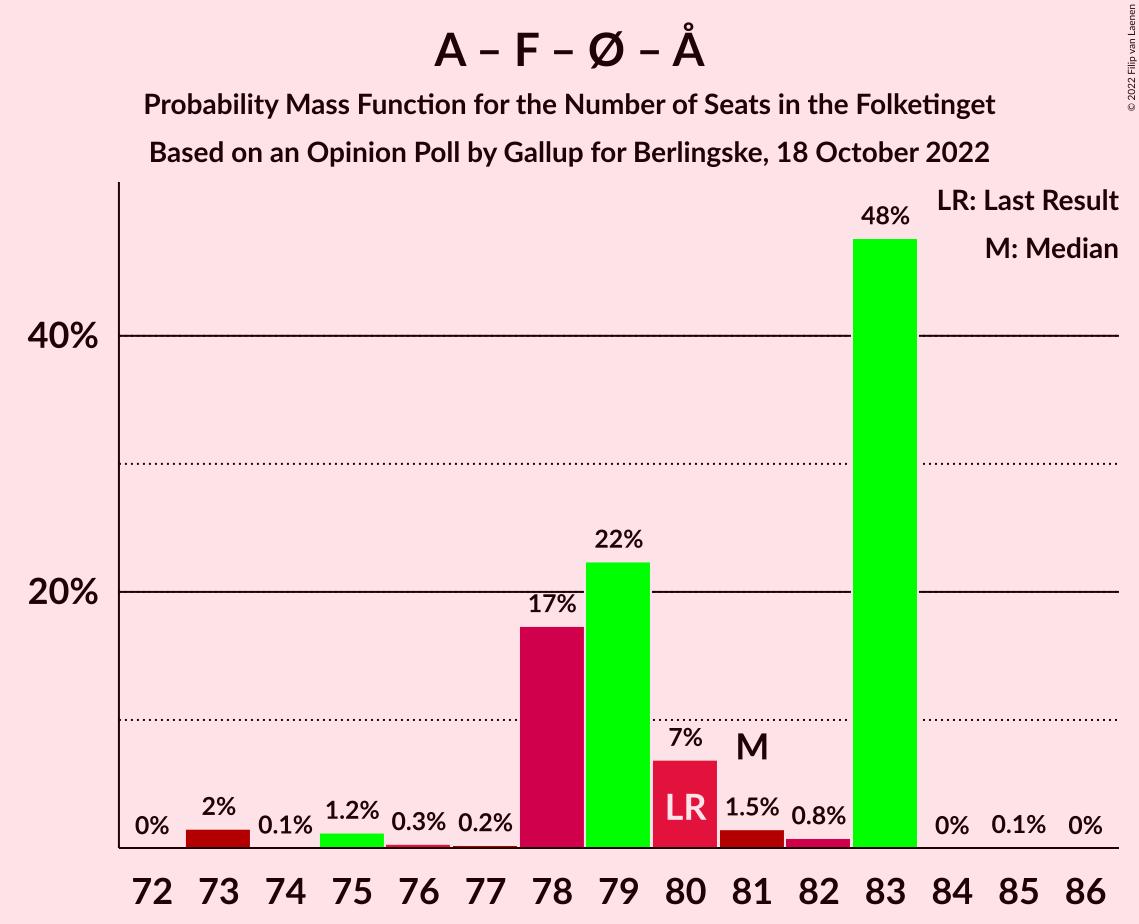 A – F – Ø – Å
Probability Mass Function for the Number of Seats in the Folketinget
Based on an Opinion Poll by Gallup for Berlingske, 18 October 2022
© 2022 Filip van Laenen
LR: Last Result
M: Median
48%
40%
22%
20%
17%
7%
M
2%
LR
0%
0.1%
1.2%
0.3%
0.2%
1.5%
0.8%
0%
0.1%
0%
72 73 74 75 76 77 78 79 80 81 82 83 84 85 86